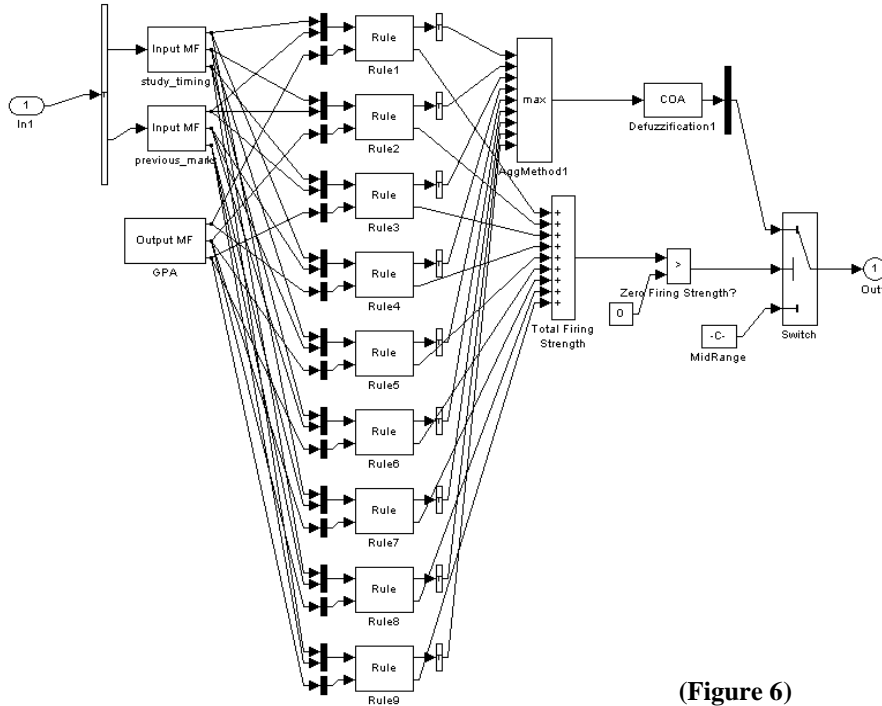 1
In1
T
Input MF
study_timing
Input MF
previous_marks
Output MF
GPA
Rule
Rule1
T
Rule
Rule2
T
Rule
Rule3
T
Rule
Rule4
T
Rule
Rule5
T
Rule
Rule6
T
Rule
Rule7
T
Rule
Rule8
T
Rule
Rule9
T
max
AggMethod1
+
+
+
+
+
+
+
+
+
Total Firing
Strength
COA
Defuzzification1
>
Zero Firing Strength?
0
-C-
MidRange
Switch
1
Out1
(Figure 6)